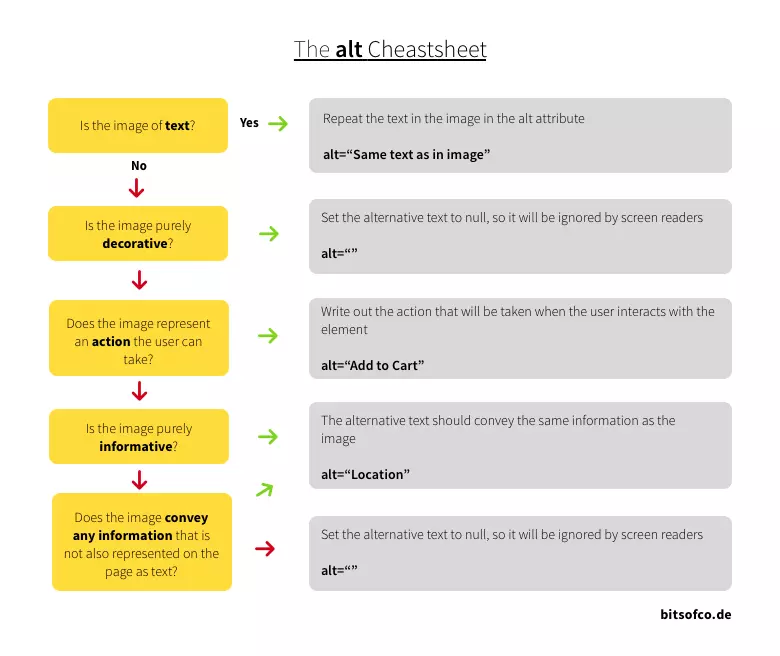 The alt Cheastsheet
Is the image of text?
Yes
Repeat the text in the image in the alt attribute
alt=“Same text as in image”
No
Is the image purely
decorative?
Set the alternative text to null, so it will be ignored by screen readers
alt=“”
Does the image represent
an action the user can
take?
Write out the action that will be taken when the user interacts with the
element
alt=“Add to Cart”
Is the image purely
informative?
The alternative text should convey the same information as the
image
alt=“Location”
Does the image convey
any information that is
not also represented on the
page as text?
Set the alternative text to null, so it will be ignored by screen readers
alt=“”
bitsofco.de